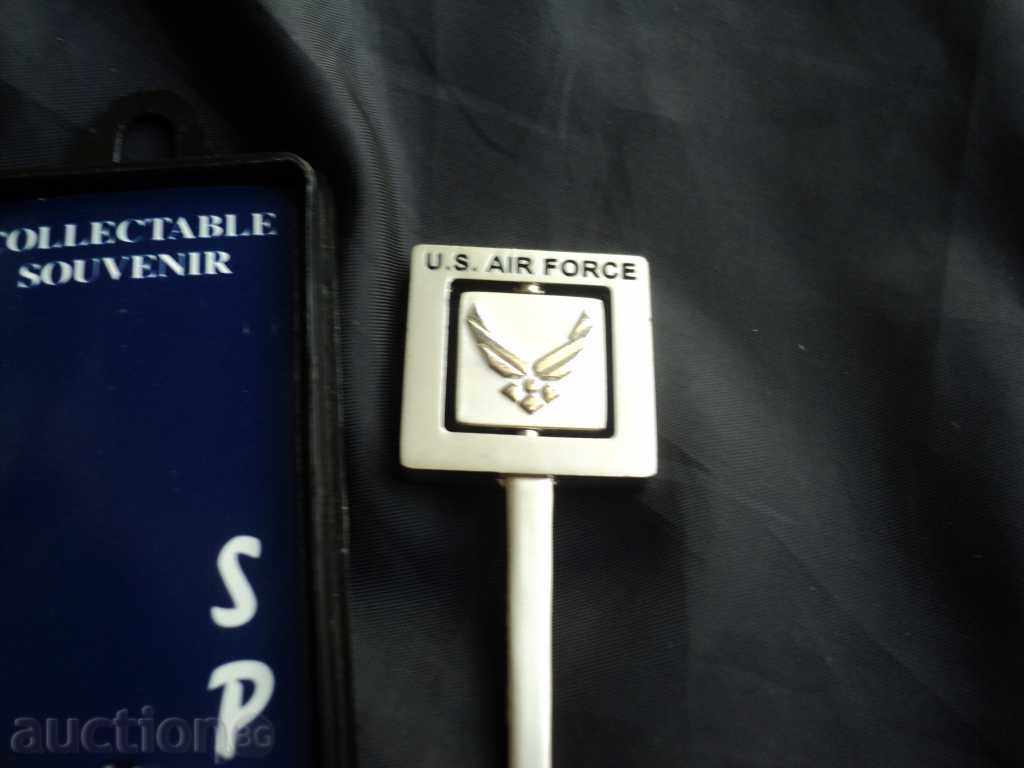 COLLECTABLE
SOUVENIR
S
P
U.S. AIR FORCE
auction BG